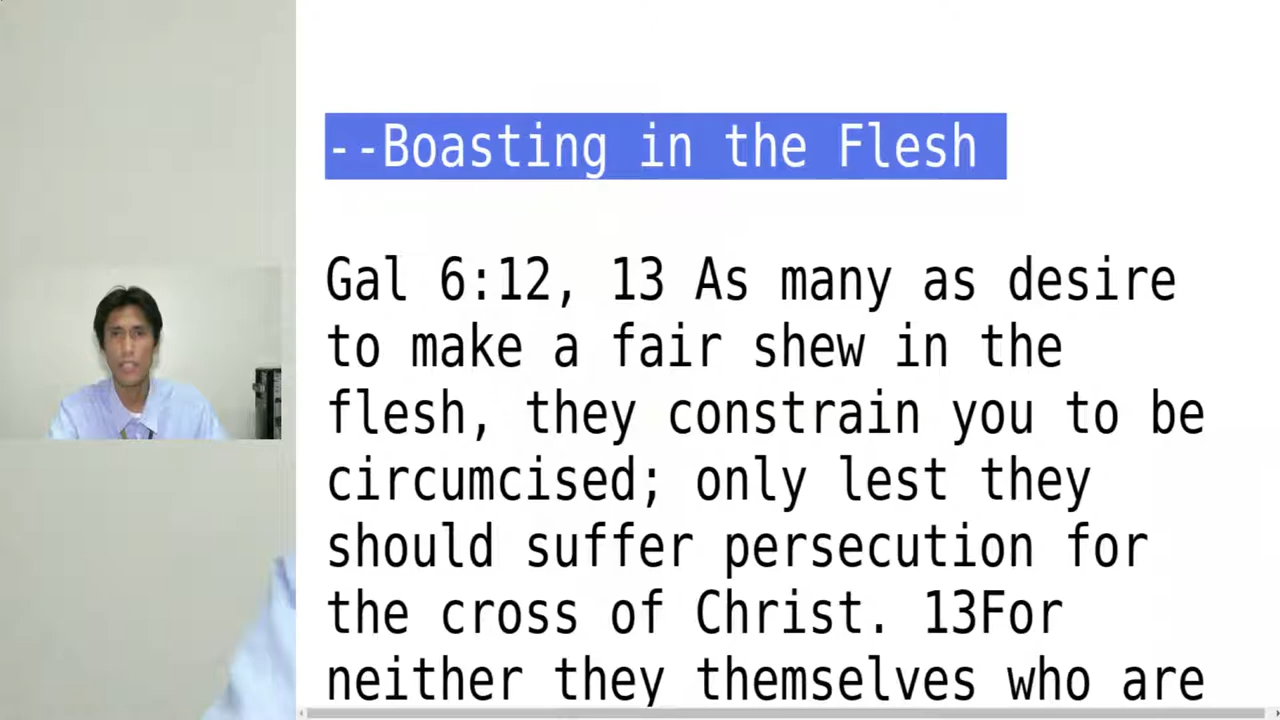 --Boasting in the Flesh
Gal 6:12, 13 As many as desire
to make a fair shew in the
flesh, they constrain you to be
circumcised; only lest they
should suffer persecution for
the cross of Christ. 13For
neither they themselves who are